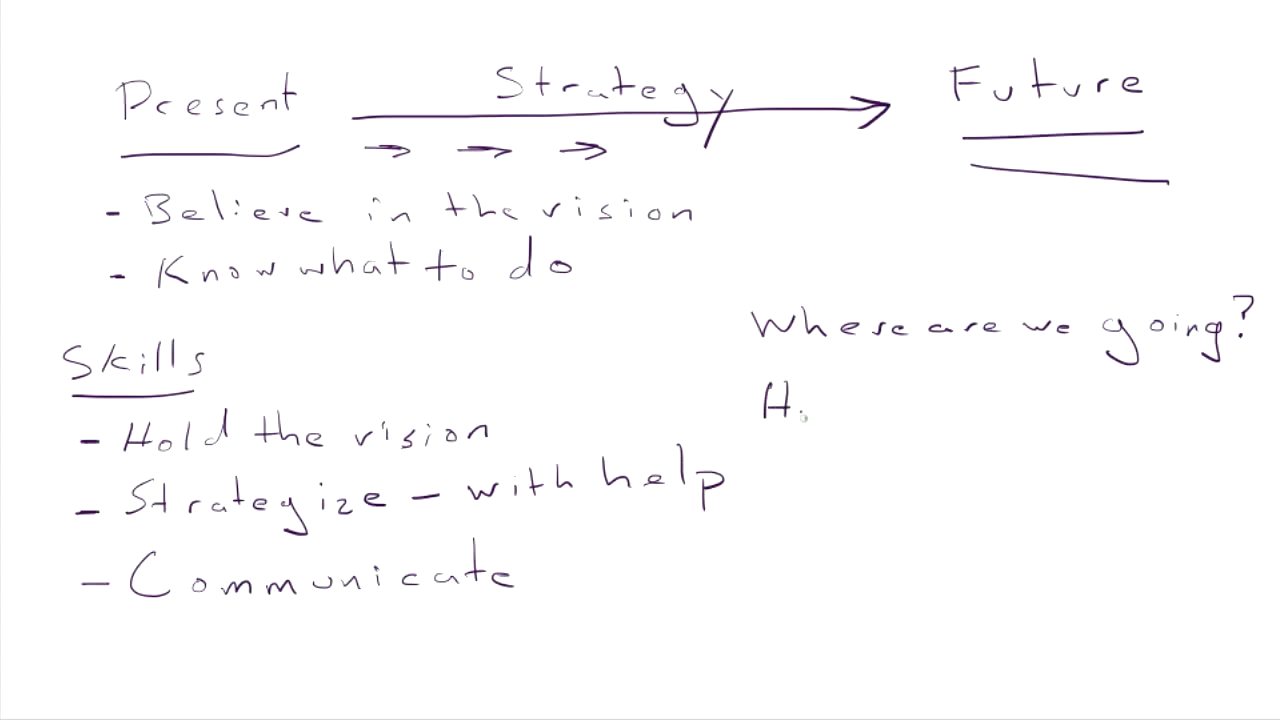 Present Strategy Future
- Believe in the vision
- Know what to do
Where are we going?
Skills
H
- Hold the vision
- Strategize - with help
- Communicate